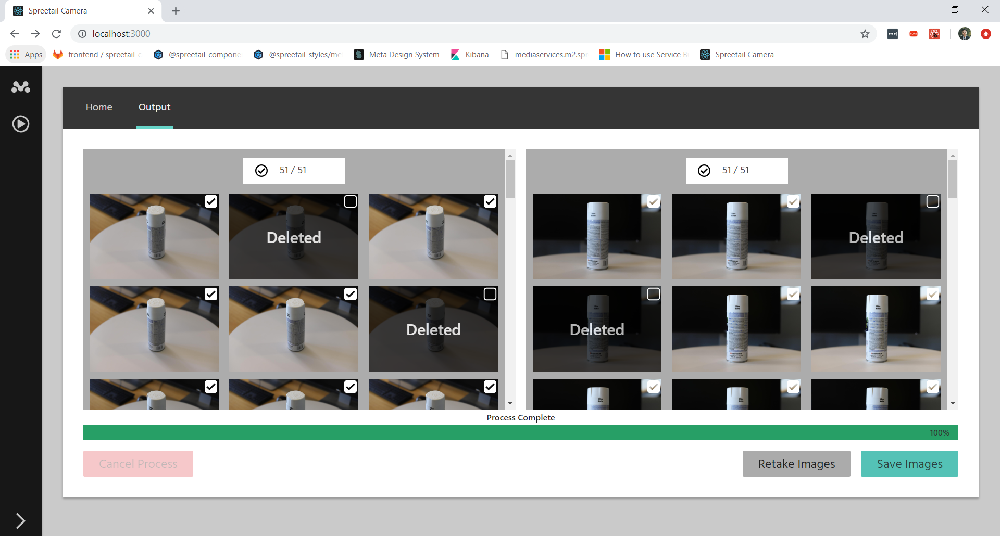 Spreetail Camera
localhost:3000
Apps
frontend / spreetail-c
@spreetail-compone
@spreetail-styles/me
Meta Design System
Kibana
mediaservices.m2.spr
How to use Service B
Spreetail Camera
Home
Output
51 / 51
51 / 51
Deleted
Deleted
Deleted
Deleted
Process Complete
100%
Cancel Process
Retake Images
Save Images